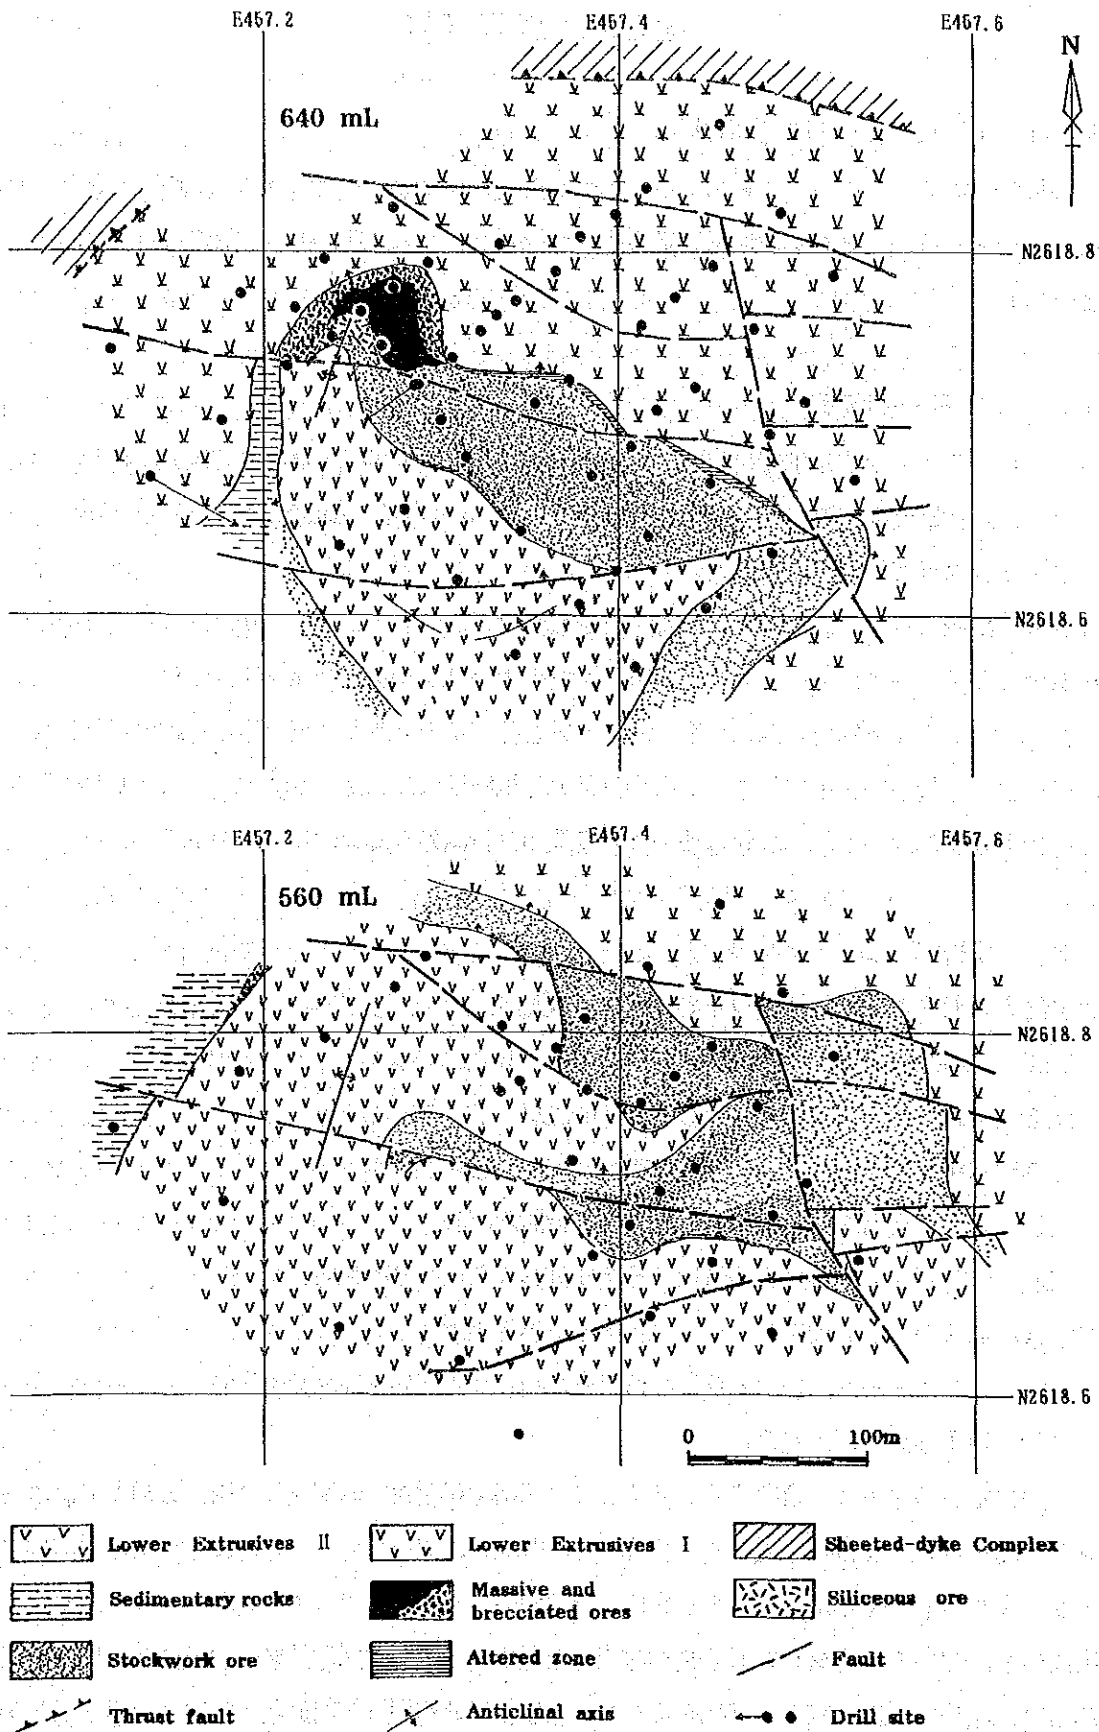 E457.2 E457.4 E457.6
N
640 mL
N2618.8
N2618.6
E457.2 E457.4 E457.6
560 mL
N2618.8
N2618.6
0 100m
Lower Extrusives II
Lower Extrusives I
Sheeted-dyke Complex
Sedimentary rocks
Massive and
brecciated ores
Siliceous ore
Stockwork ore
Altered zone
Fault
Thrust fault
Anticlinal axis
Drill site